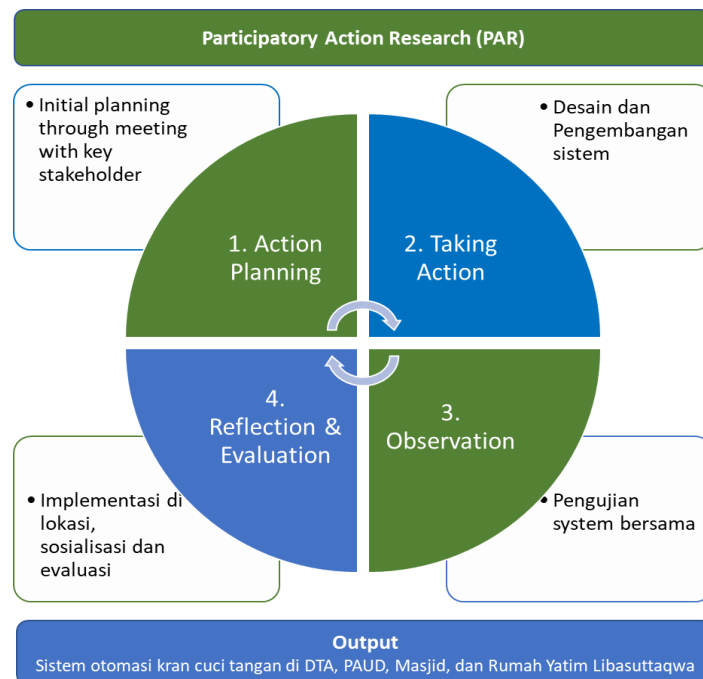 Participatory Action Research (PAR)
• Initial planning
through meeting
with key
stakeholder
• Desain dan
Pengembangan
sistem
1. Action
Planning
2. Taking
Action
4.
Reflection &
Evaluation
3.
Observation
• Implementasi di
lokasi,
sosialisasi dan
evaluasi
• Pengujian
system bersama
Output
Sistem otomasi kran cuci tangan di DTA, PAUD, Masjid, dan Rumah Yatim Libasuttaqwa